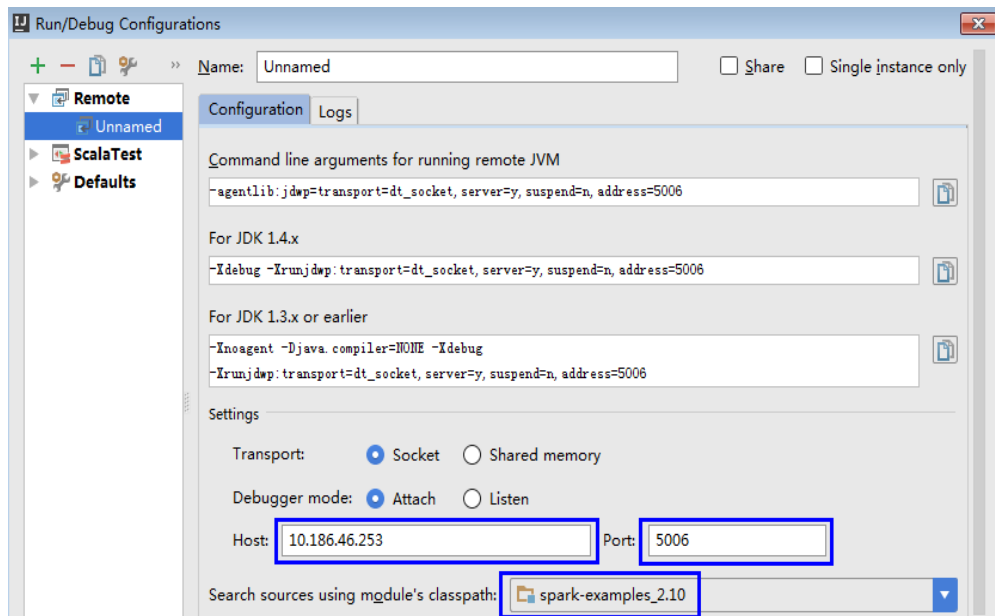 Run/Debug Configurations
Name: Unnamed Share Single instance only
Remote
Unnamed
ScalaTest
Defaults
Configuration Logs
Command line arguments for running remote JVM
-agentlib:jdwp=transport=dt_socket, server=y, suspend=n, address=5006
For JDK 1.4.x
-Xdebug -Xrunjdwp:transport=dt_socket, server=y, suspend=n, address=5006
For JDK 1.3.x or earlier
-Xnoagent -Djava.compiler=NONE -Xdebug
-Xrunjdwp:transport=dt_socket, server=y, suspend=n, address=5006
Settings
Transport: Socket Shared memory
Debugger mode: Attach Listen
Host: 10.186.46.253 Port: 5006
Search sources using module's classpath: spark-examples_2.10